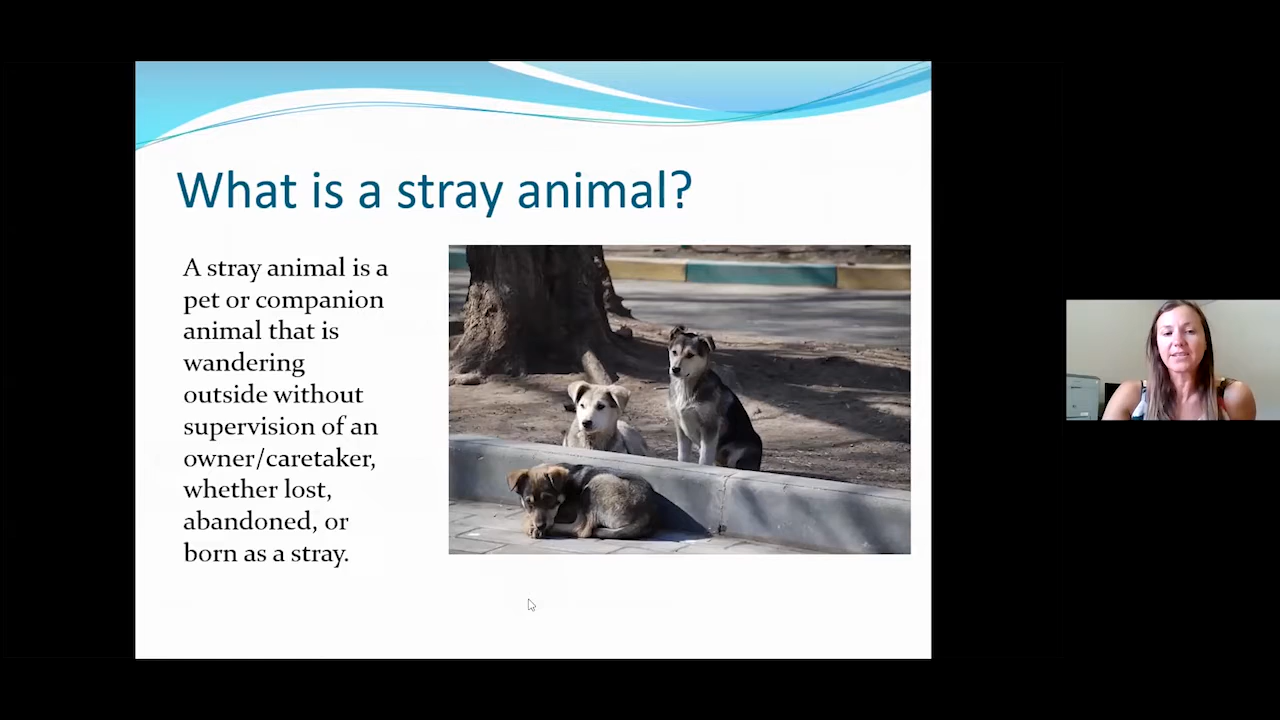 What is a stray animal?
A stray animal is a
pet or companion
animal that is
wandering
outside without
supervision of an
owner/caretaker,
whether lost,
abandoned, or
born as a stray.